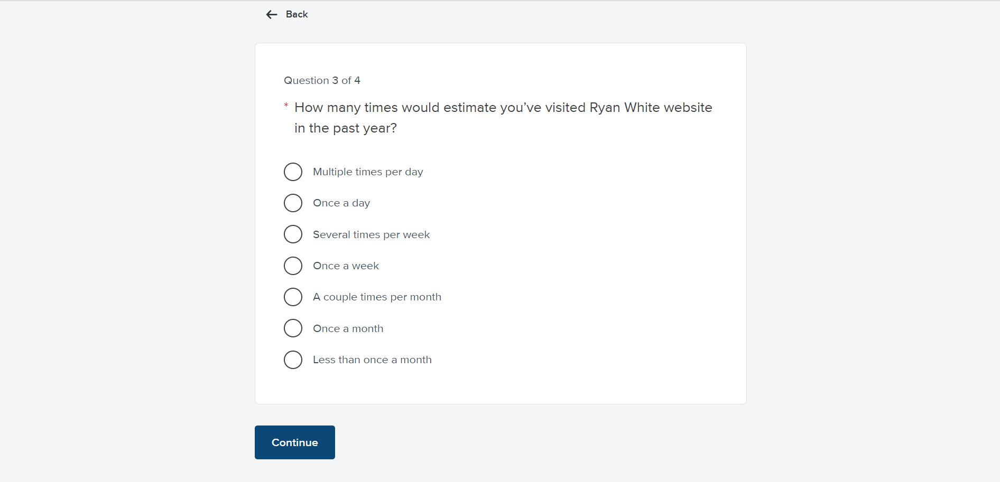 Back
Question 3 of 4
* How many times would estimate you’ve visited Ryan White website
in the past year?
Multiple times per day
Once a day
Several times per week
Once a week
A couple times per month
Once a month
Less than once a month
Continue